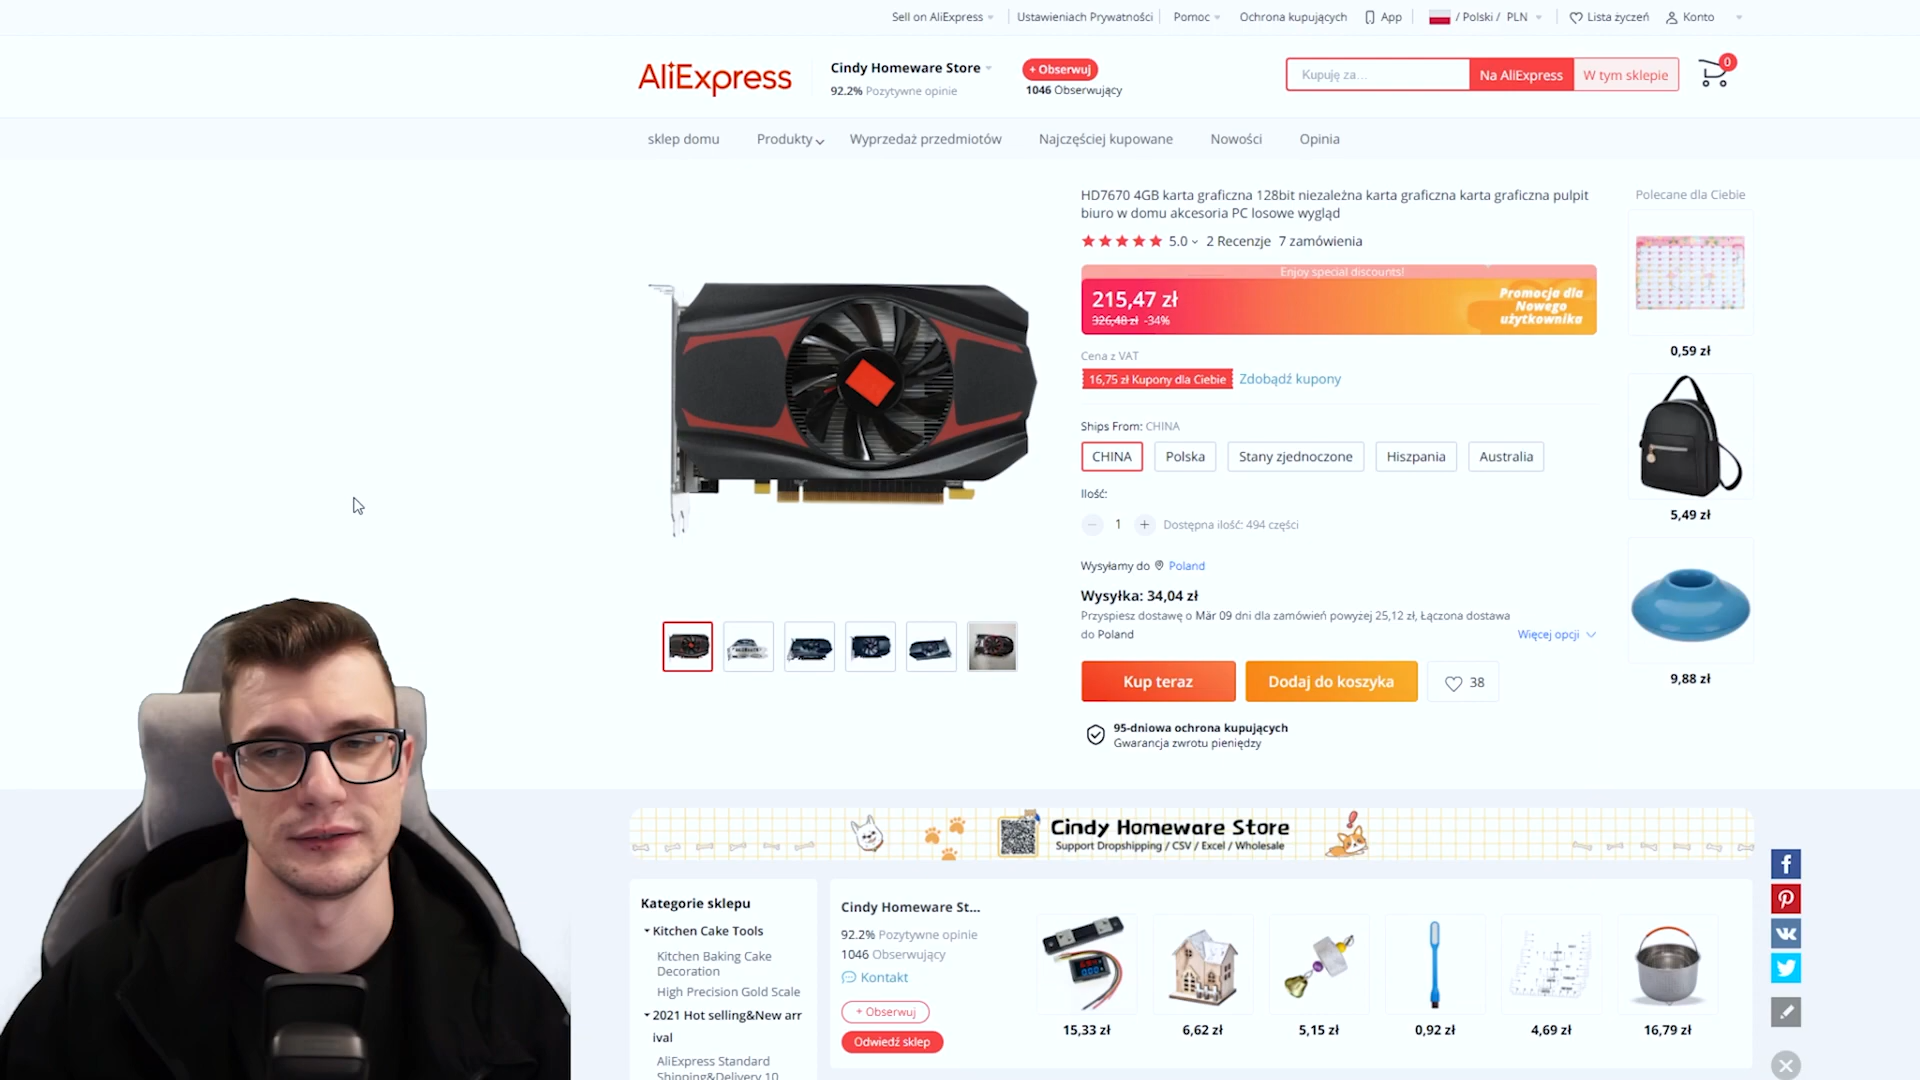 Sell on AliExpress
Ustawieniach Prywatności
Pomoc
Ochrona kupujących
App
/ Polski / PLN
Lista życzeń
Konto
AliExpress
Cindy Homeware Store
92.2% Pozytywne opinie
+ Obserwuj
1046 Obserwujący
Kupuję za...
Na AliExpress
W tym sklepie
0
sklep domu
Produkty
Wyprzedaż przedmiotów
Najczęściej kupowane
Nowości
Opinia
HD7670 4GB karta graficzna 128bit niezależna karta graficzna karta graficzna pulpit
biuro w domu akcesoria PC losowe wygląd
5.0
2 Recenzje
7 zamówienia
Enjoy special discounts!
215,47 zł
326,48 zł -34%
Promocja dla
Nowego
użytkownika
Cena z VAT
16,75 zł Kupony dla Ciebie
Zdobądź kupony
Ships From: CHINA
CHINA
Polska
Stany zjednoczone
Hiszpania
Australia
Ilość:
1
Dostępna ilość: 494 części
Wysyłamy do Poland
Wysyłka: 34,04 zł
Przyspiesz dostawę o Mär 09 dni dla zamówień powyżej 25,12 zł, Łączona dostawa
do Poland
Więcej opcji
Kup teraz
Dodaj do koszyka
38
95-dniowa ochrona kupujących
Gwarancja zwrotu pieniędzy
Polecane dla Ciebie
0,59 zł
5,49 zł
9,88 zł
Cindy Homeware Store
Support Dropshipping / CSV / Excel / Wholesale
Kategorie sklepu
Kitchen Cake Tools
Kitchen Baking Cake
Decoration
High Precision Gold Scale
2021 Hot selling&New arr
ival
AliExpress Standard
Shipping&Delivery 10
Cindy Homeware St...
92.2% Pozytywne opinie
1046 Obserwujący
Kontakt
+ Obserwuj
Odwiedź sklep
15,33 zł
6,62 zł
5,15 zł
0,92 zł
4,69 zł
16,79 zł